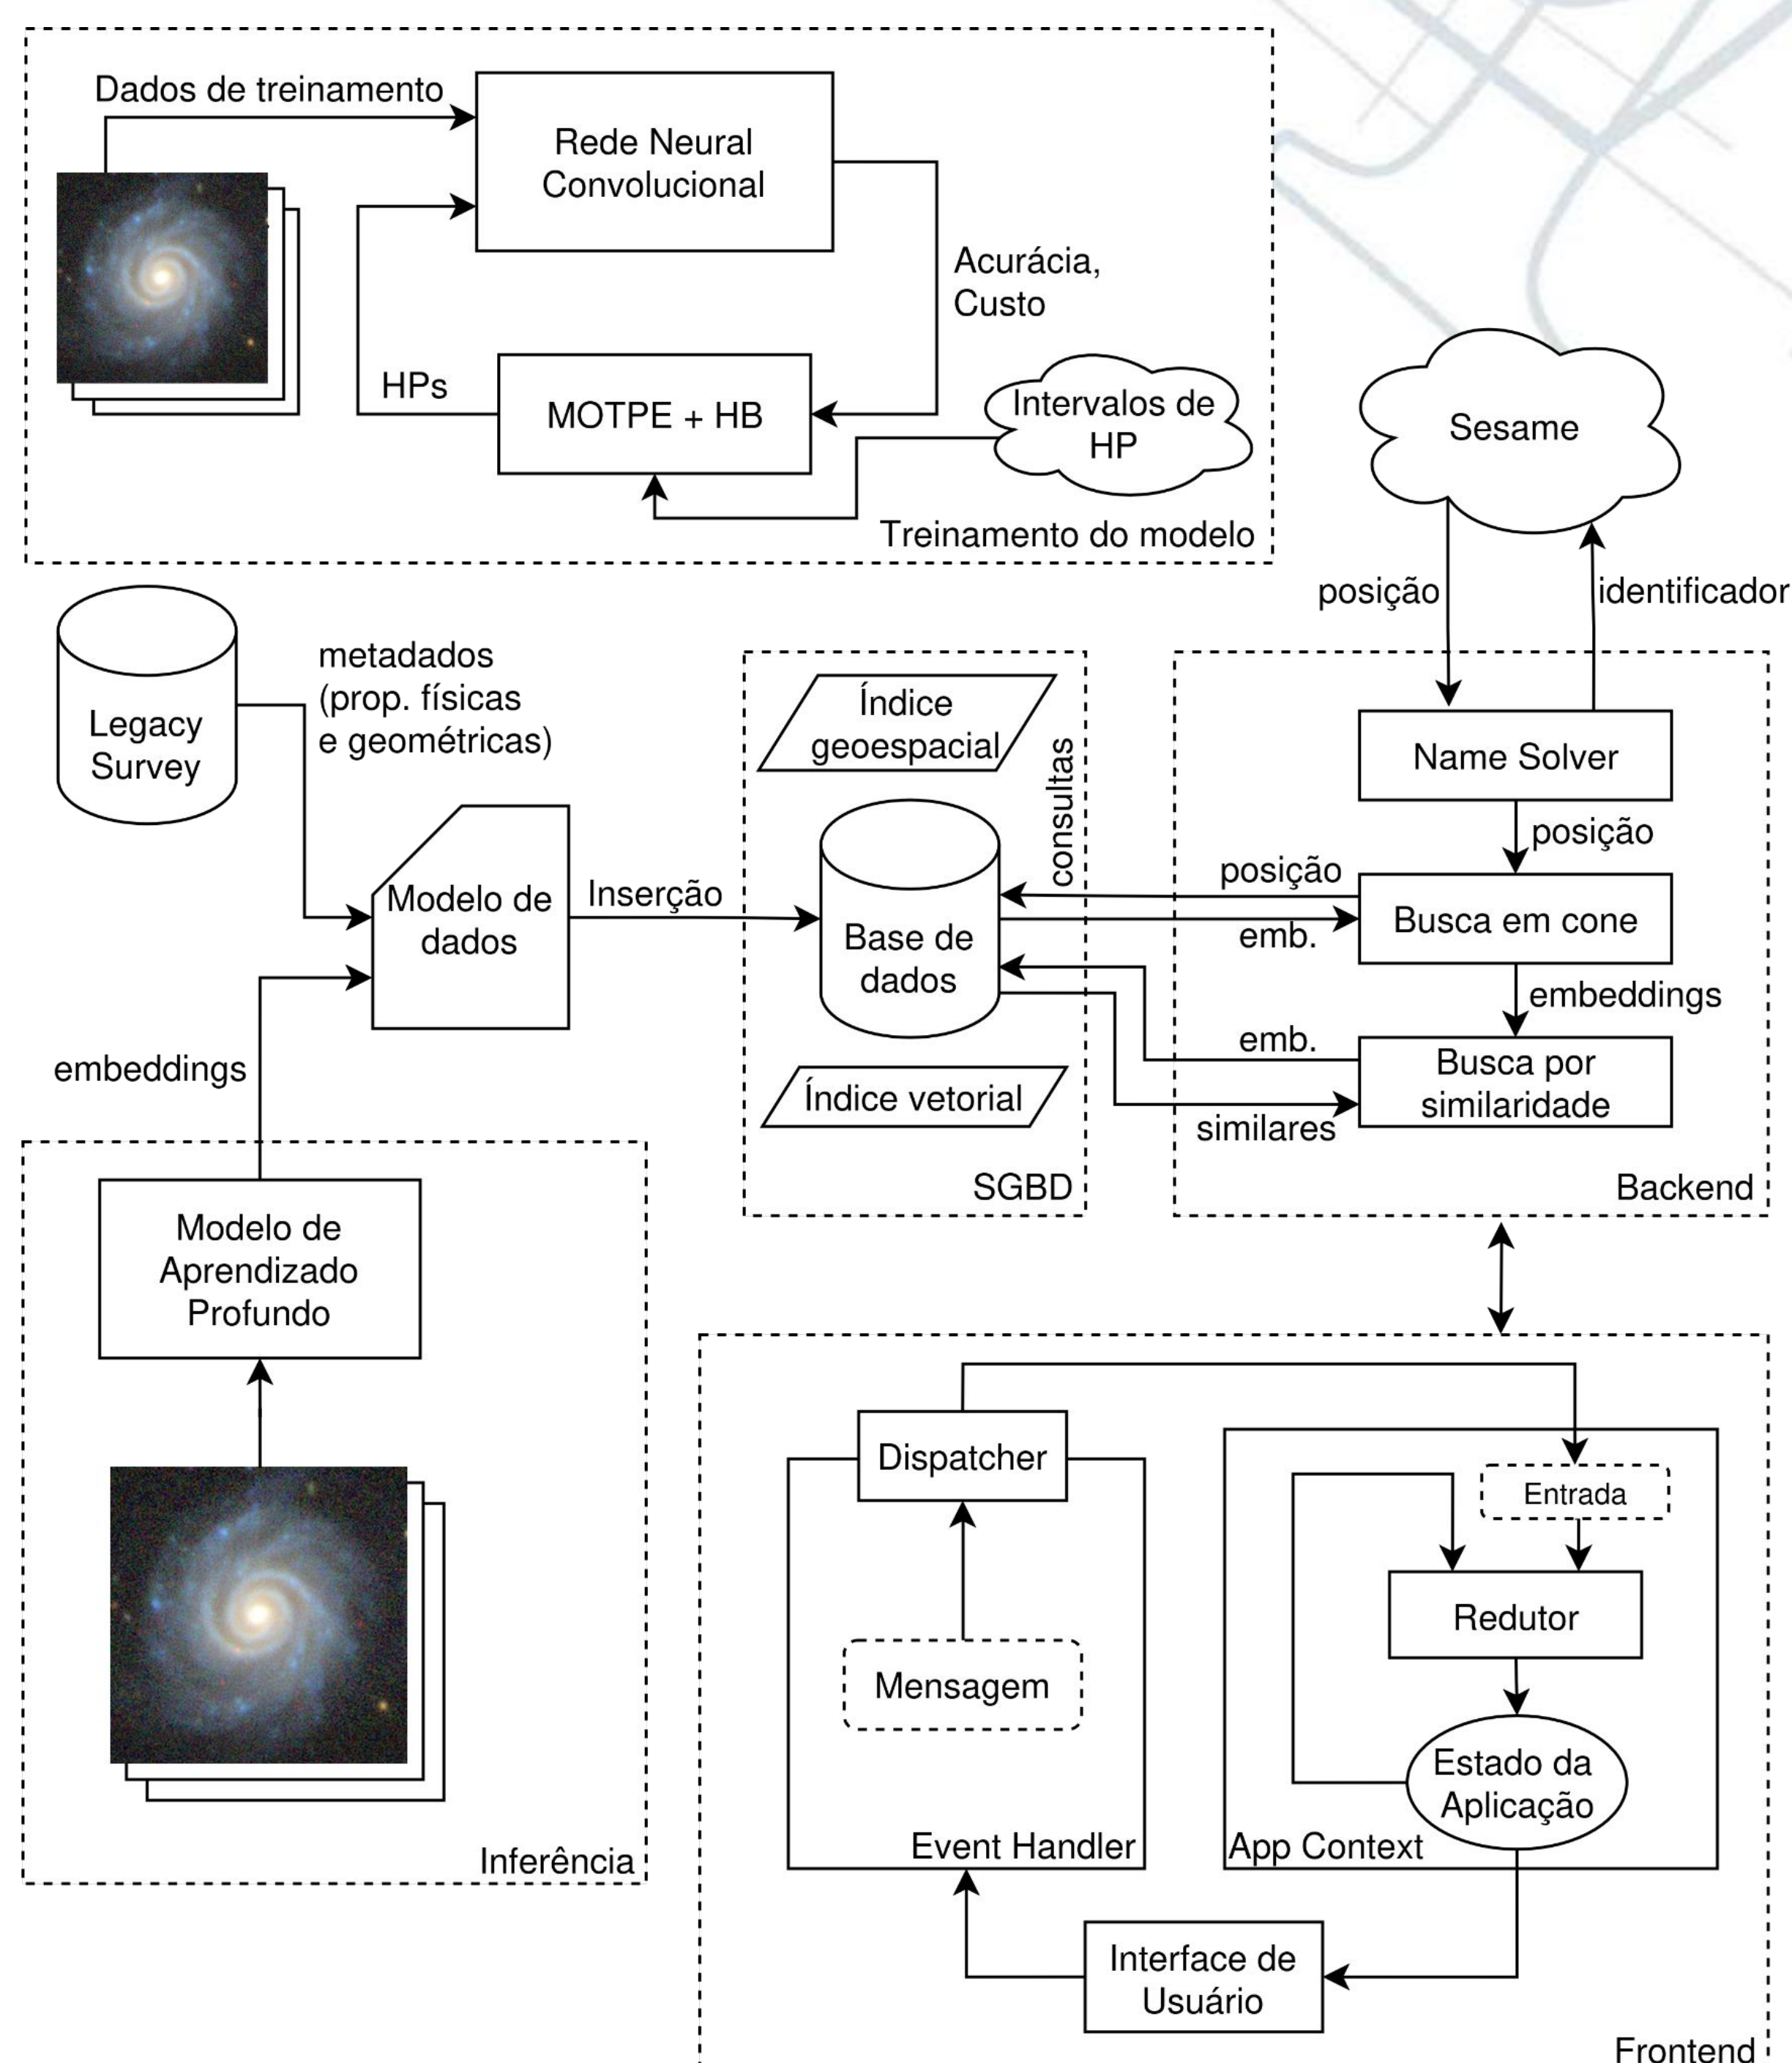 Dados de treinamento
Rede Neural
Convolucional
Acurácia,
Custo
HPs
MOTPE + HB
Intervalos de
HP
Treinamento do modelo
Sesame
posição
identificador
Legacy
Survey
metadados
(prop. físicas
e geométricas)
Modelo de
dados
Inserção
embeddings
Índice
geoespacial
consultas
Base de
dados
Índice vetorial
SGBD
Name Solver
posição
posição
Busca em cone
emb.
embeddings
emb.
Busca por
similaridade
similares
Backend
Modelo de
Aprendizado
Profundo
Inferência
Dispatcher
Mensagem
Event Handler
Entrada
Redutor
Estado da
Aplicação
App Context
Interface de
Usuário
Frontend